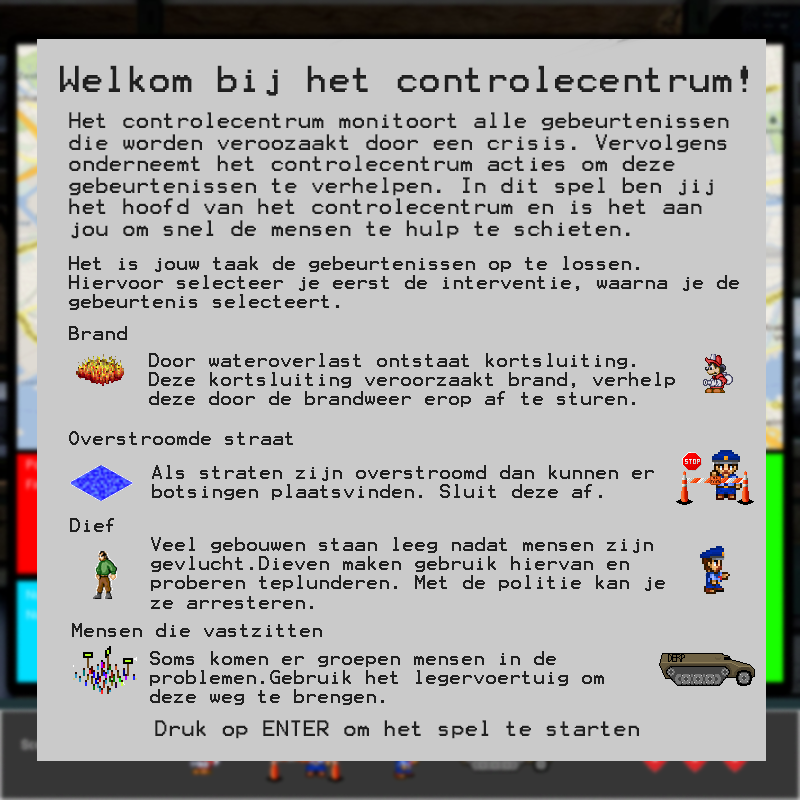 Welkom bij het controlecentrum!
Het controlecentrum monitoort alle gebeurtenissen
die worden veroozaakt door een crisis. Vervolgens
onderneemt het controlecentrum acties om deze
gebeurtenissen te verhelpen. In dit spel ben jij
het hoofd van het controlecentrum en is het aan
jou om snel de mensen te hulp te schieten.
Het is jouw taak de gebeurtenissen op te lossen.
Hiervoor selecteer je eerst de interventie, waarna je de
gebeurtenis selecteert.
Brand
Door wateroverlast ontstaat kortsluiting.
Deze kortsluiting veroorzaakt brand, verhelp
deze door de brandweer erop af te sturen.
Overstroomde straat
STOP
Als straten zijn overstroomd dan kunnen er
botsingen plaatsvinden. Sluit deze af.
Dief
Veel gebouwen staan leeg nadat mensen zijn
gevlucht.Dieven maken gebruik hiervan en
proberen teplunderen. Met de politie kan je
ze arresteren.
Mensen die vastzitten
Soms komen er groepen mensen in de
problemen.Gebruik het legervoertuig om
deze weg te brengen.
DERP
Druk op ENTER om het spel te starten